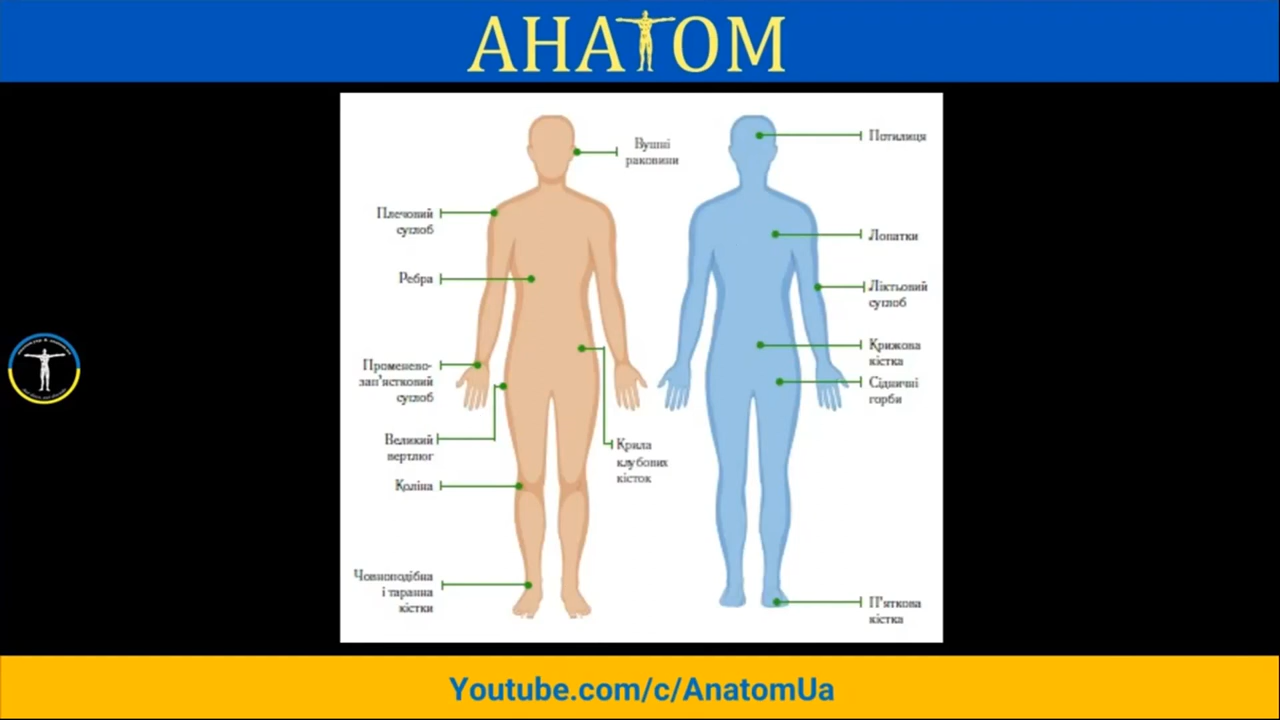 АНАТОМ
Вушні
раковини
Плечовий
суглоб
Ребра
Променево-
зап'ястковий
суглоб
Великий
вертлюг
Коліна
Човноподібна
і таранна
кістки
Крила
клубових
кісток
Потилиця
Лопатки
Ліктьовий
суглоб
Крижова
кістка
Сідничні
горби
П'яткова
кістка
Youtube.com/c/AnatomUa